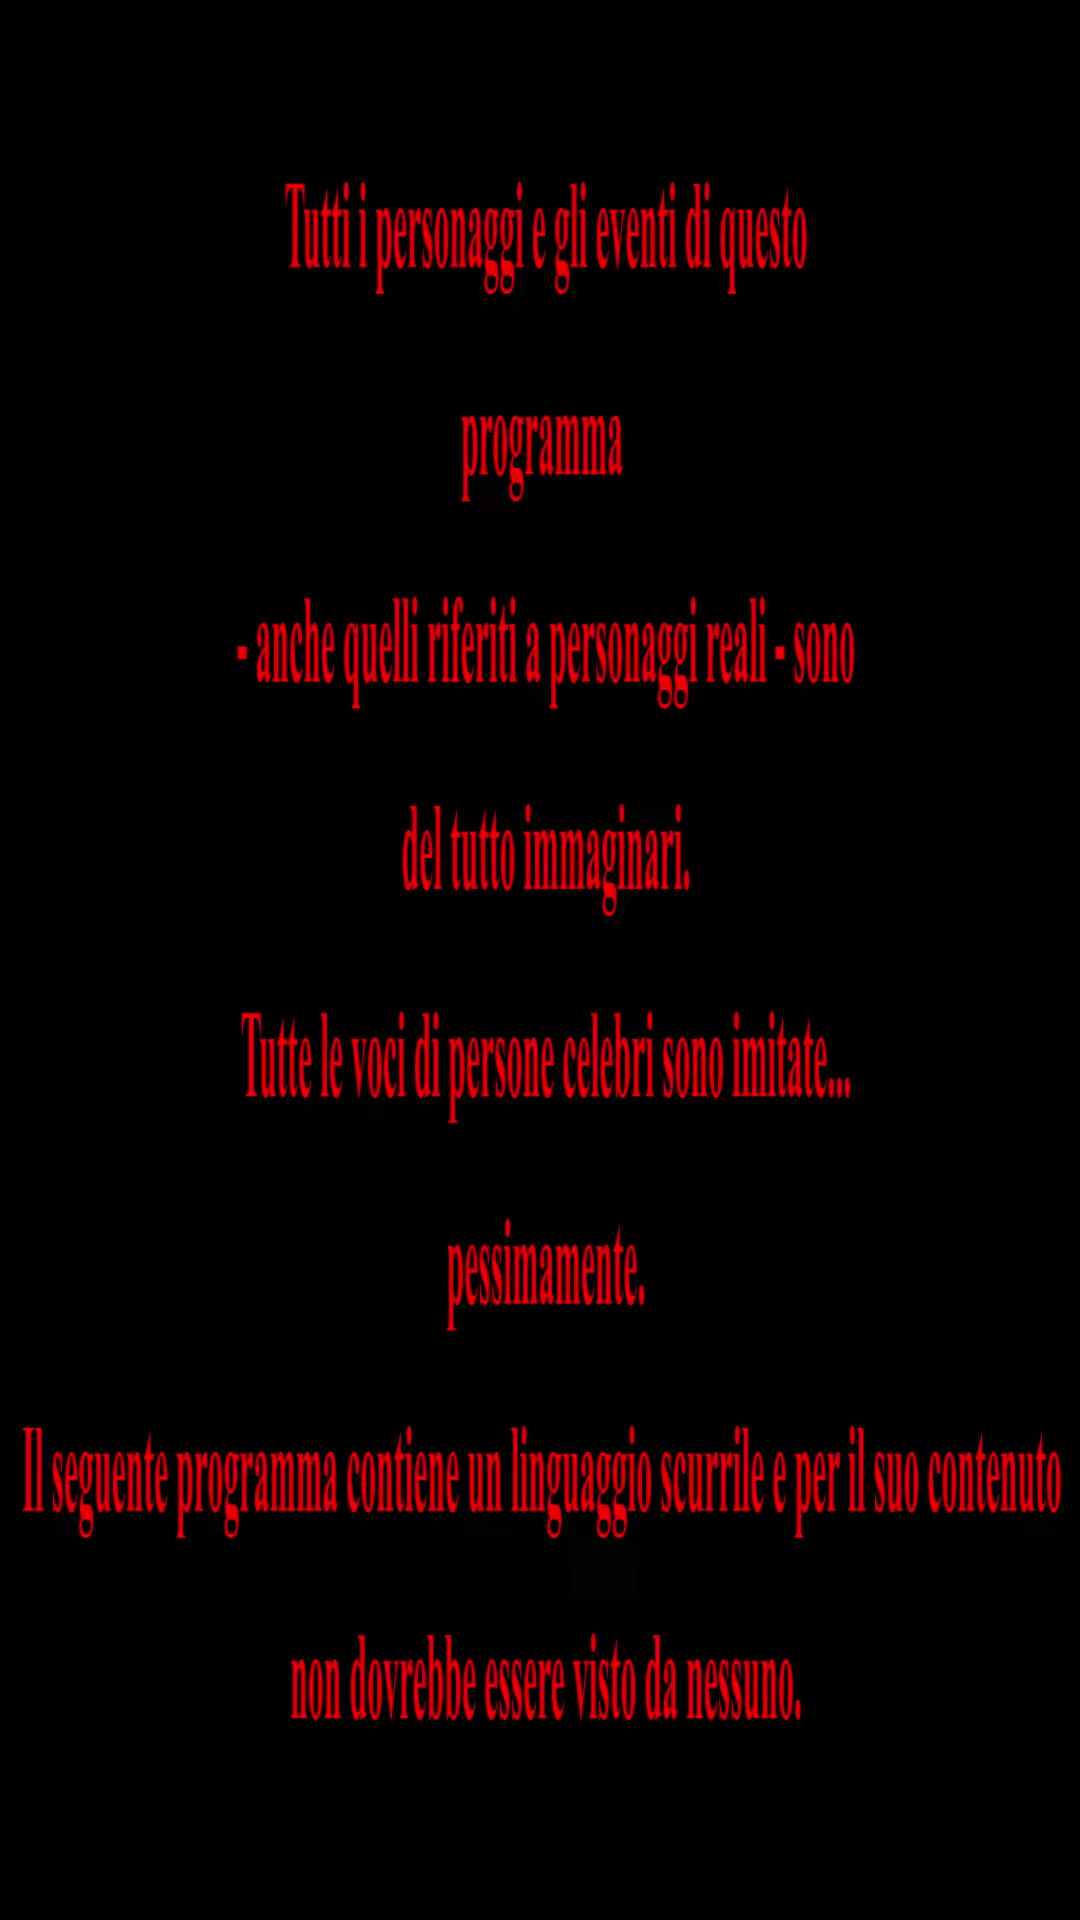 Tutti i personaggi e gli eventi di questo
programma
- anche quelli riferiti a personaggi reali - sono
del tutto immaginari.
Tutte le voci di persone celebri sono imitate...
pessimamente.
Il seguente programma contiene un linguaggio scurrile e per il suo contenuto
non dovrebbe essere visto da nessuno.